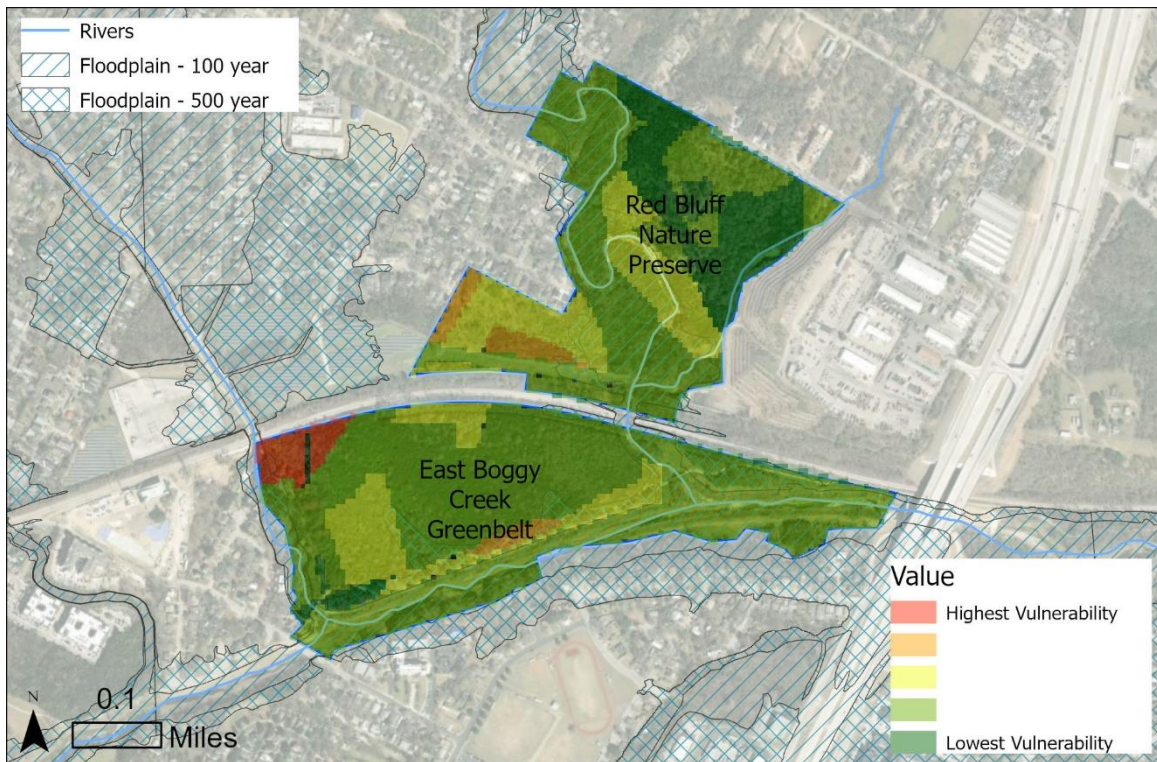 Rivers
Floodplain - 100 year
Floodplain - 500 year
Red Bluff
Nature
Preserve
East Boggy
Creek
Greenbelt
Value
Highest Vulnerability
Lowest Vulnerability
N
0.1
Miles